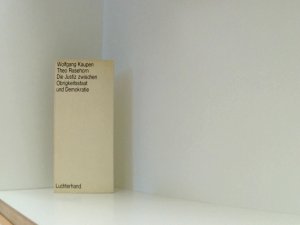 Wolfgang Kaupen
Theo Rasehorn
Die Justiz zwischen
Obrigkeitsstaat
und Demokratie
Luchterhand